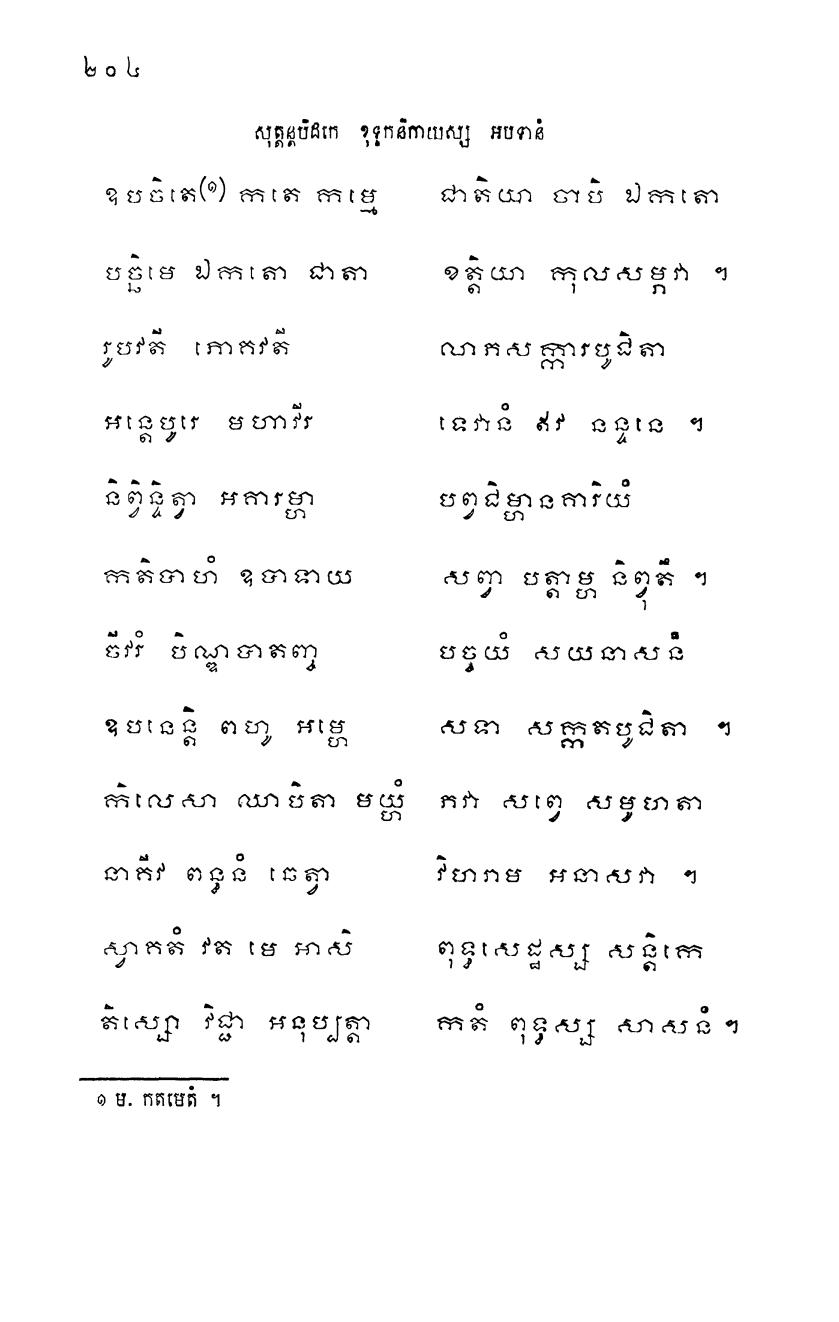 ២០៤
សុត្តន្តបិដកេ ខុទ្ទកនិកាយស្ស អបទានំ
ឧបចិតេ(១) កតេ កម្មេ ជាតិយា ចាបិ ឯកតោ
បច្ឆិមេ ឯកតោ ជាតា ខត្តិយា កុលសម្ភវា ។
រូបវតី ភោគវតី លាភសក្ការបូជិតា
អន្តេបូរេ មហាវីរ ទេវានំ ឥវ នន្ទនេ ។
និព្វិន្ទិត្វា អគារម្ហា បព្វជិម្ហានគារិយំ
កតិចាហំ ឧបាទាយ សព្វា បត្តាម្ហ និព្វុតឹ ។
ចីវរំ បិណ្ឌបាតញ្ច បច្ចយំ សយនាសនំ
ឧបនេន្តិ ពហូ អម្ហេ សទា សក្កតបូជិតា ។
កិលេសា ឈាបិតា មយ្ហំ ភវា សព្វេ សមូហតា
នាគីវ ពន្ធនំ ឆេត្វា វិហរាម អនាសវា ។
ស្វាគតំ វត មេ អាសិ ពុទ្ធសេដ្ឋស្ស សន្តិកេ
តិស្សោ វិជ្ជា អនុប្បត្តា កតំ ពុទ្ធស្ស សាសនំ ។
១ ម. កតមេតំ ។